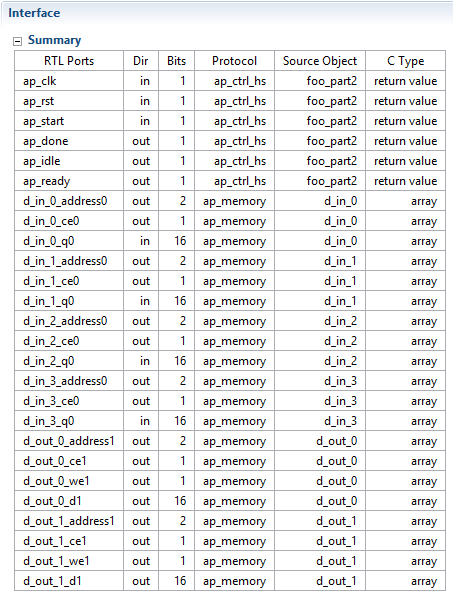 Interface
Summary
RTL Ports Dir Bits Protocol Source Object C Type
ap_clk in 1 ap_ctrl_hs foo_part2 return value
ap_rst in 1 ap_ctrl_hs foo_part2 return value
ap_start in 1 ap_ctrl_hs foo_part2 return value
ap_done out 1 ap_ctrl_hs foo_part2 return value
ap_idle out 1 ap_ctrl_hs foo_part2 return value
ap_ready out 1 ap_ctrl_hs foo_part2 return value
d_in_0_address0 out 2 ap_memory d_in_0 array
d_in_0_ce0 out 1 ap_memory d_in_0 array
d_in_0_q0 in 16 ap_memory d_in_0 array
d_in_1_address0 out 2 ap_memory d_in_1 array
d_in_1_ce0 out 1 ap_memory d_in_1 array
d_in_1_q0 in 16 ap_memory d_in_1 array
d_in_2_address0 out 2 ap_memory d_in_2 array
d_in_2_ce0 out 1 ap_memory d_in_2 array
d_in_2_q0 in 16 ap_memory d_in_2 array
d_in_3_address0 out 2 ap_memory d_in_3 array
d_in_3_ce0 out 1 ap_memory d_in_3 array
d_in_3_q0 in 16 ap_memory d_in_3 array
d_out_0_address1 out 2 ap_memory d_out_0 array
d_out_0_ce1 out 1 ap_memory d_out_0 array
d_out_0_we1 out 1 ap_memory d_out_0 array
d_out_0_d1 out 16 ap_memory d_out_0 array
d_out_1_address1 out 2 ap_memory d_out_1 array
d_out_1_ce1 out 1 ap_memory d_out_1 array
d_out_1_we1 out 1 ap_memory d_out_1 array
d_out_1_d1 out 16 ap_memory d_out_1 array